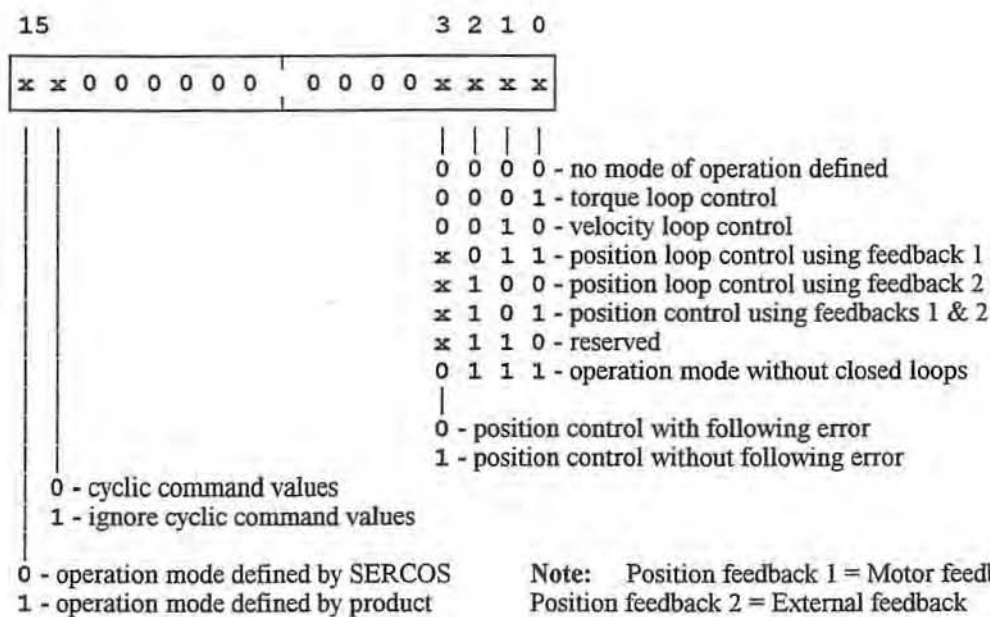 15 3 2 1 0
x x 0 0 0 0 0 0 0 0 0 0 x x x x
0 0 0 0 - no mode of operation defined
0 0 0 1 - torque loop control
0 0 1 0 - velocity loop control
x 0 1 1 - position loop control using feedback 1
x 1 0 0 - position loop control using feedback 2
x 1 0 1 - position control using feedbacks 1 & 2
x 1 1 0 - reserved
0 1 1 1 - operation mode without closed loops
0 - position control with following error
1 - position control without following error
0 - cyclic command values
1 - ignore cyclic command values
0 - operation mode defined by SERCOS Note: Position feedback 1 = Motor feedb
1 - operation mode defined by product Position feedback 2 = External feedback